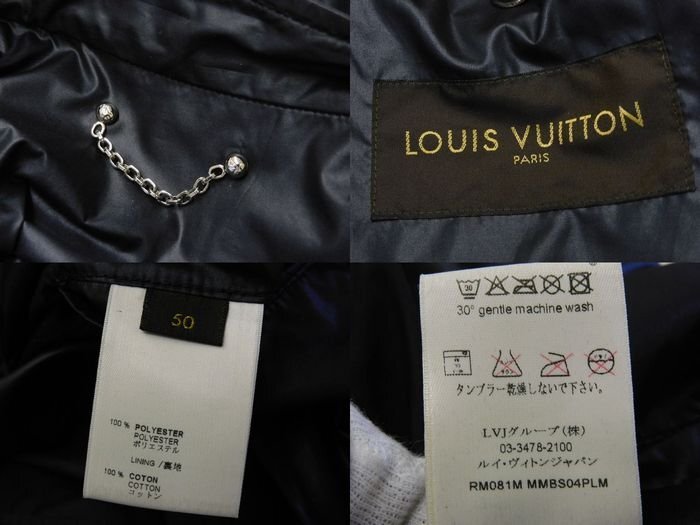 LOUIS VUITTON
PARIS
50
100 % POLYESTER
POLYESTER
ポリエステル
LINING / 裏地
100 % COTON
COTTON
コットン
30
30° gentle machine wash
タンブラー乾燥しないで下さい。
LVJグループ(株)
03-3478-2100
ルイ・ヴィトンジャパン
RM081M MMBS04PLM